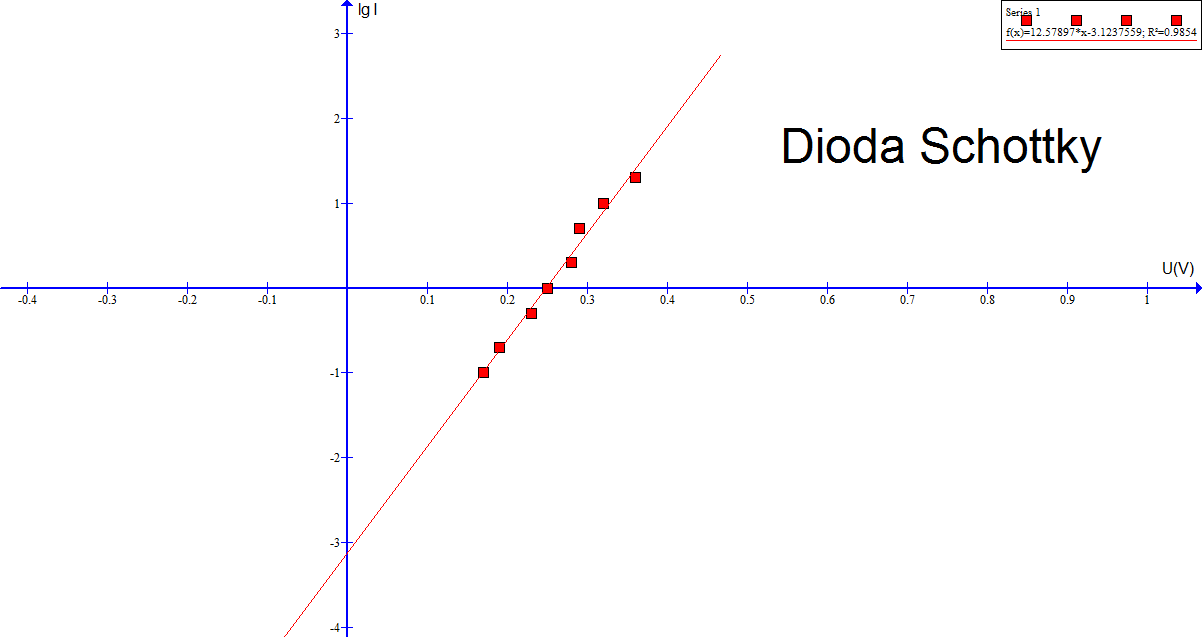 lg I
Series 1
f(x)=12.57897*x-3.1237559; R²=0.9854
3
2
Dioda Schottky
1
U(V)
-0.4 -0.3 -0.2 -0.1 0.1 0.2 0.3 0.4 0.5 0.6 0.7 0.8 0.9 1
-1
-2
-3
-4